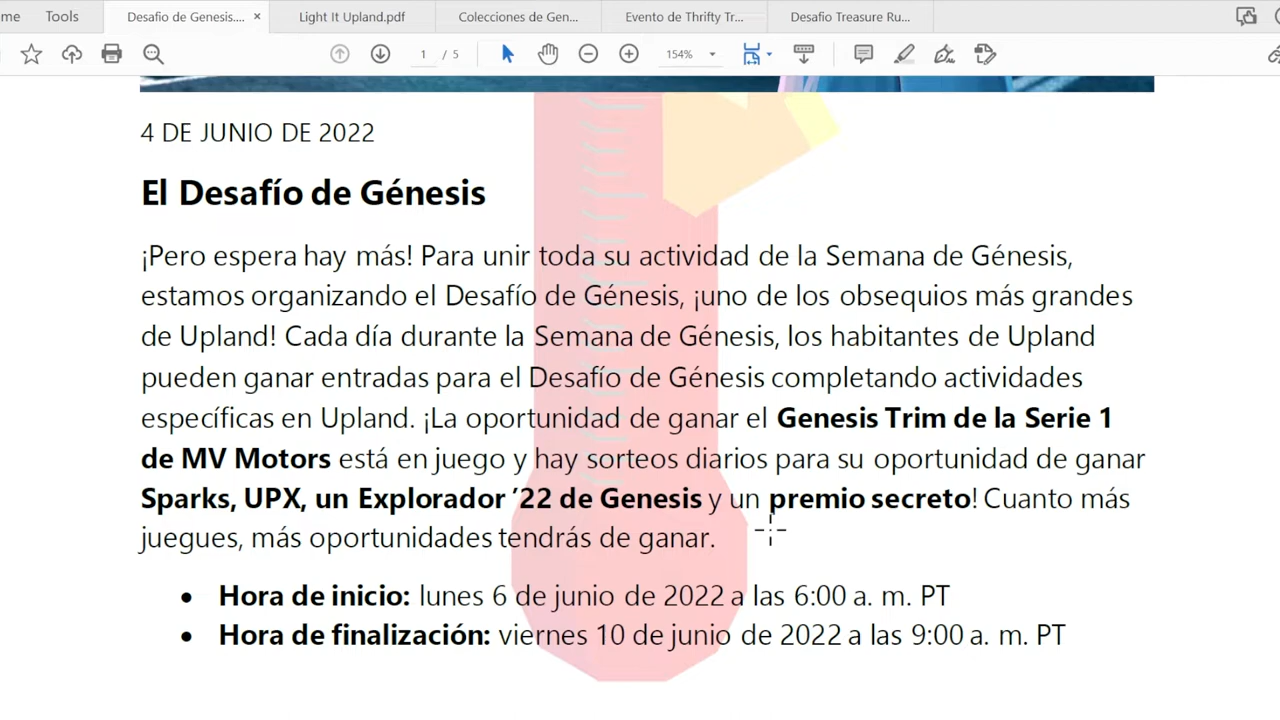 me Tools Desafio de Genesis.... × Light It Upland.pdf Colecciones de Gen... Evento de Thrifty Tr... Desafio Treasure Ru...
1 / 5 154%
4 DE JUNIO DE 2022
El Desafío de Génesis
¡Pero espera hay más! Para unir toda su actividad de la Semana de Génesis,
estamos organizando el Desafío de Génesis, ¡uno de los obsequios más grandes
de Upland! Cada día durante la Semana de Génesis, los habitantes de Upland
pueden ganar entradas para el Desafío de Génesis completando actividades
específicas en Upland. ¡La oportunidad de ganar el Genesis Trim de la Serie 1
de MV Motors está en juego y hay sorteos diarios para su oportunidad de ganar
Sparks, UPX, un Explorador ’22 de Genesis y un premio secreto! Cuanto más
juegues, más oportunidades tendrás de ganar.
• Hora de inicio: lunes 6 de junio de 2022 a las 6:00 a. m. PT
• Hora de finalización: viernes 10 de junio de 2022 a las 9:00 a. m. PT